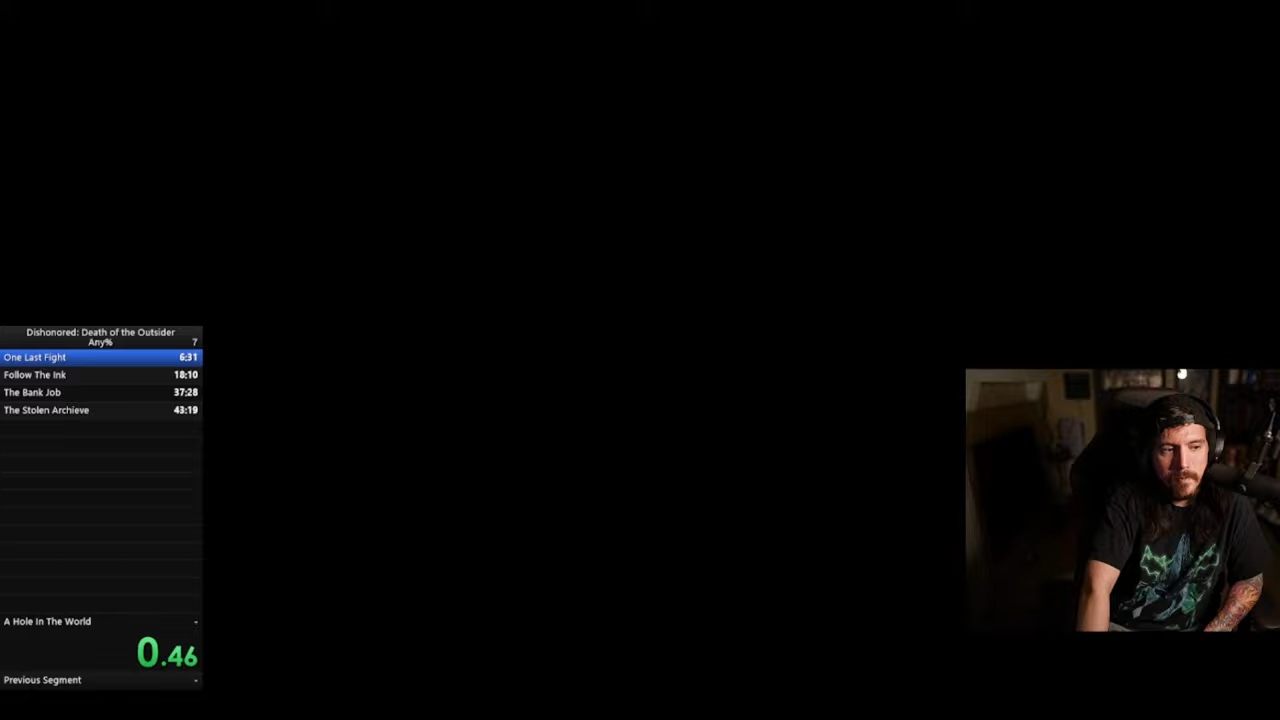 Dishonored: Death of the Outsider
Any% 7
One Last Fight 6:31
Follow The Ink 18:10
The Bank Job 37:28
The Stolen Archieve 43:19
A Hole In The World -
0.46
Previous Segment -